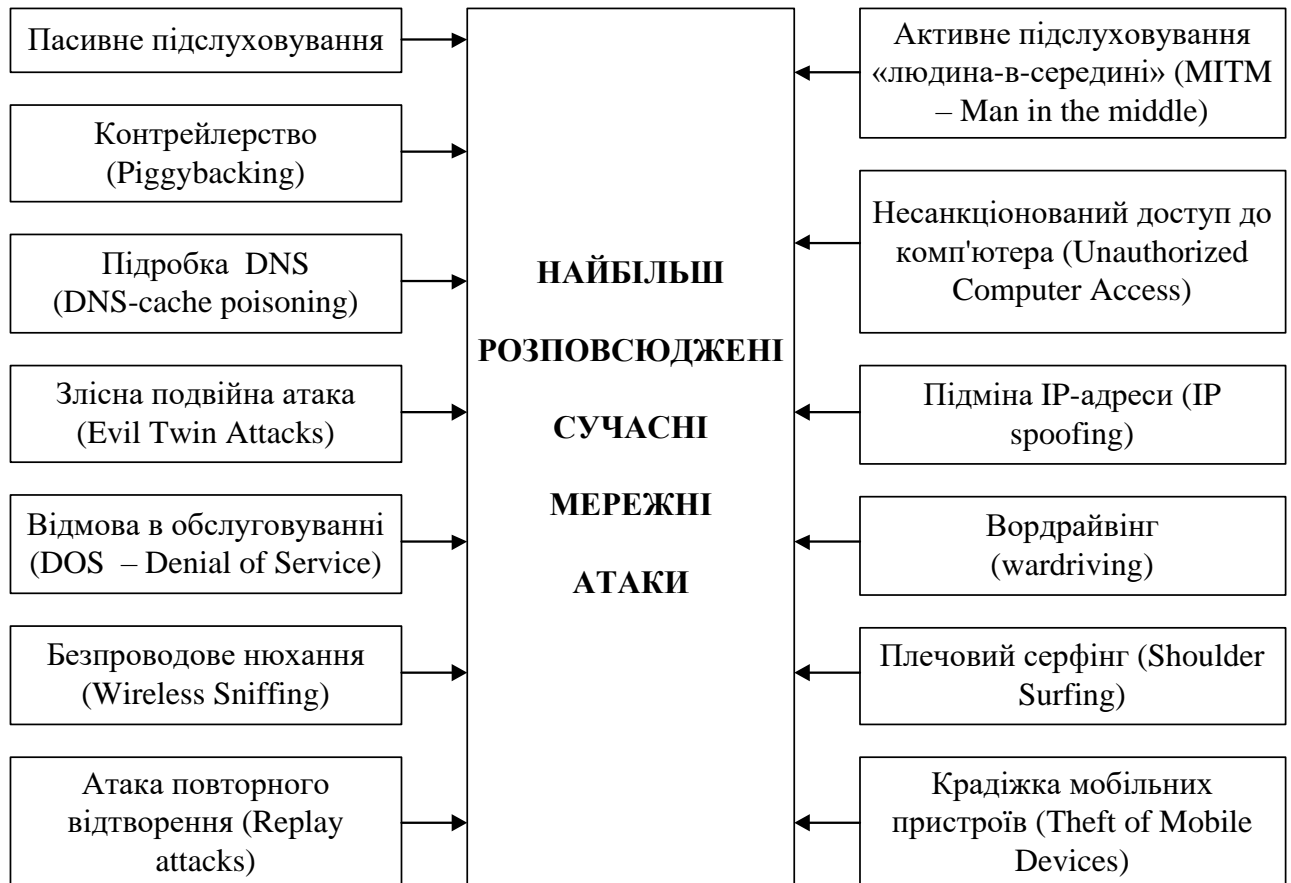 Пасивне підслуховування
Контрейлерство
(Piggybacking)
Підробка DNS
(DNS-cache poisoning)
Злісна подвійна атака
(Evil Twin Attacks)
Відмова в обслуговуванні
(DOS – Denial of Service)
Безпроводове нюхання
(Wireless Sniffing)
Атака повторного
відтворення (Replay
attacks)
НАЙБІЛЬШ
РОЗПОВСЮДЖЕНІ
СУЧАСНІ
МЕРЕЖНІ
АТАКИ
Активне підслуховування
«людина-в-середині» (MITM
– Man in the middle)
Несанкціонований доступ до
комп'ютера (Unauthorized
Computer Access)
Підміна IP-адреси (IP
spoofing)
Вордрайвінг
(wardriving)
Плечовий серфінг (Shoulder
Surfing)
Крадіжка мобільних
пристроїв (Theft of Mobile
Devices)